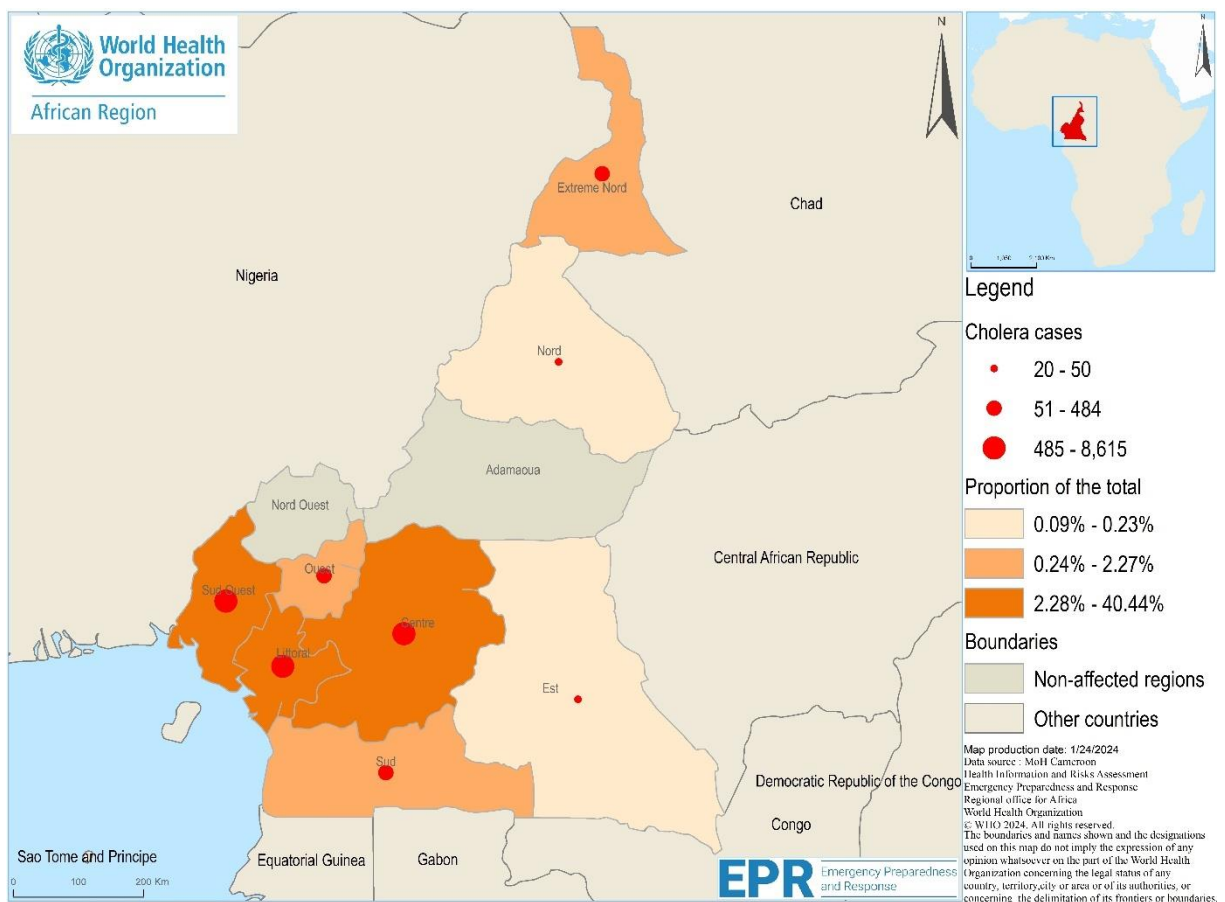 World Health
Organization
African Region
N
Extreme Nord
Chad
Nigeria
Nord
Adamaoua
Nord Ouest
Central African Republic
Ouest
Sud Ouest
Centre
Littoral
Est
Sud
Democratic Republic of the Congo
Congo
Sao Tome and Principe
Equatorial Guinea
Gabon
0 100 200 Km
EPR
Emergency Preparedness
and Response
N
0
Legend
Cholera cases
20 - 50
51 - 484
485 - 8,615
Proportion of the total
0.09% - 0.23%
0.24% - 2.27%
2.28% - 40.44%
Boundaries
Non-affected regions
Other countries
Map production date: 1/24/2024
Data source : MoH Cameroon
Health Information and Risks Assessment
Emergency Preparedness and Response
Regional office for Africa
World Health Organization
© WHO 2024. All rights reserved.
The boundaries and names shown and the designations
used on this map do not imply the expression of any
opinion whatsoever on the part of the World Health
Organization concerning the legal status of any
country, territory,city or area or of its authorities, or
concerning the delimitation of its frontiers or boundaries.